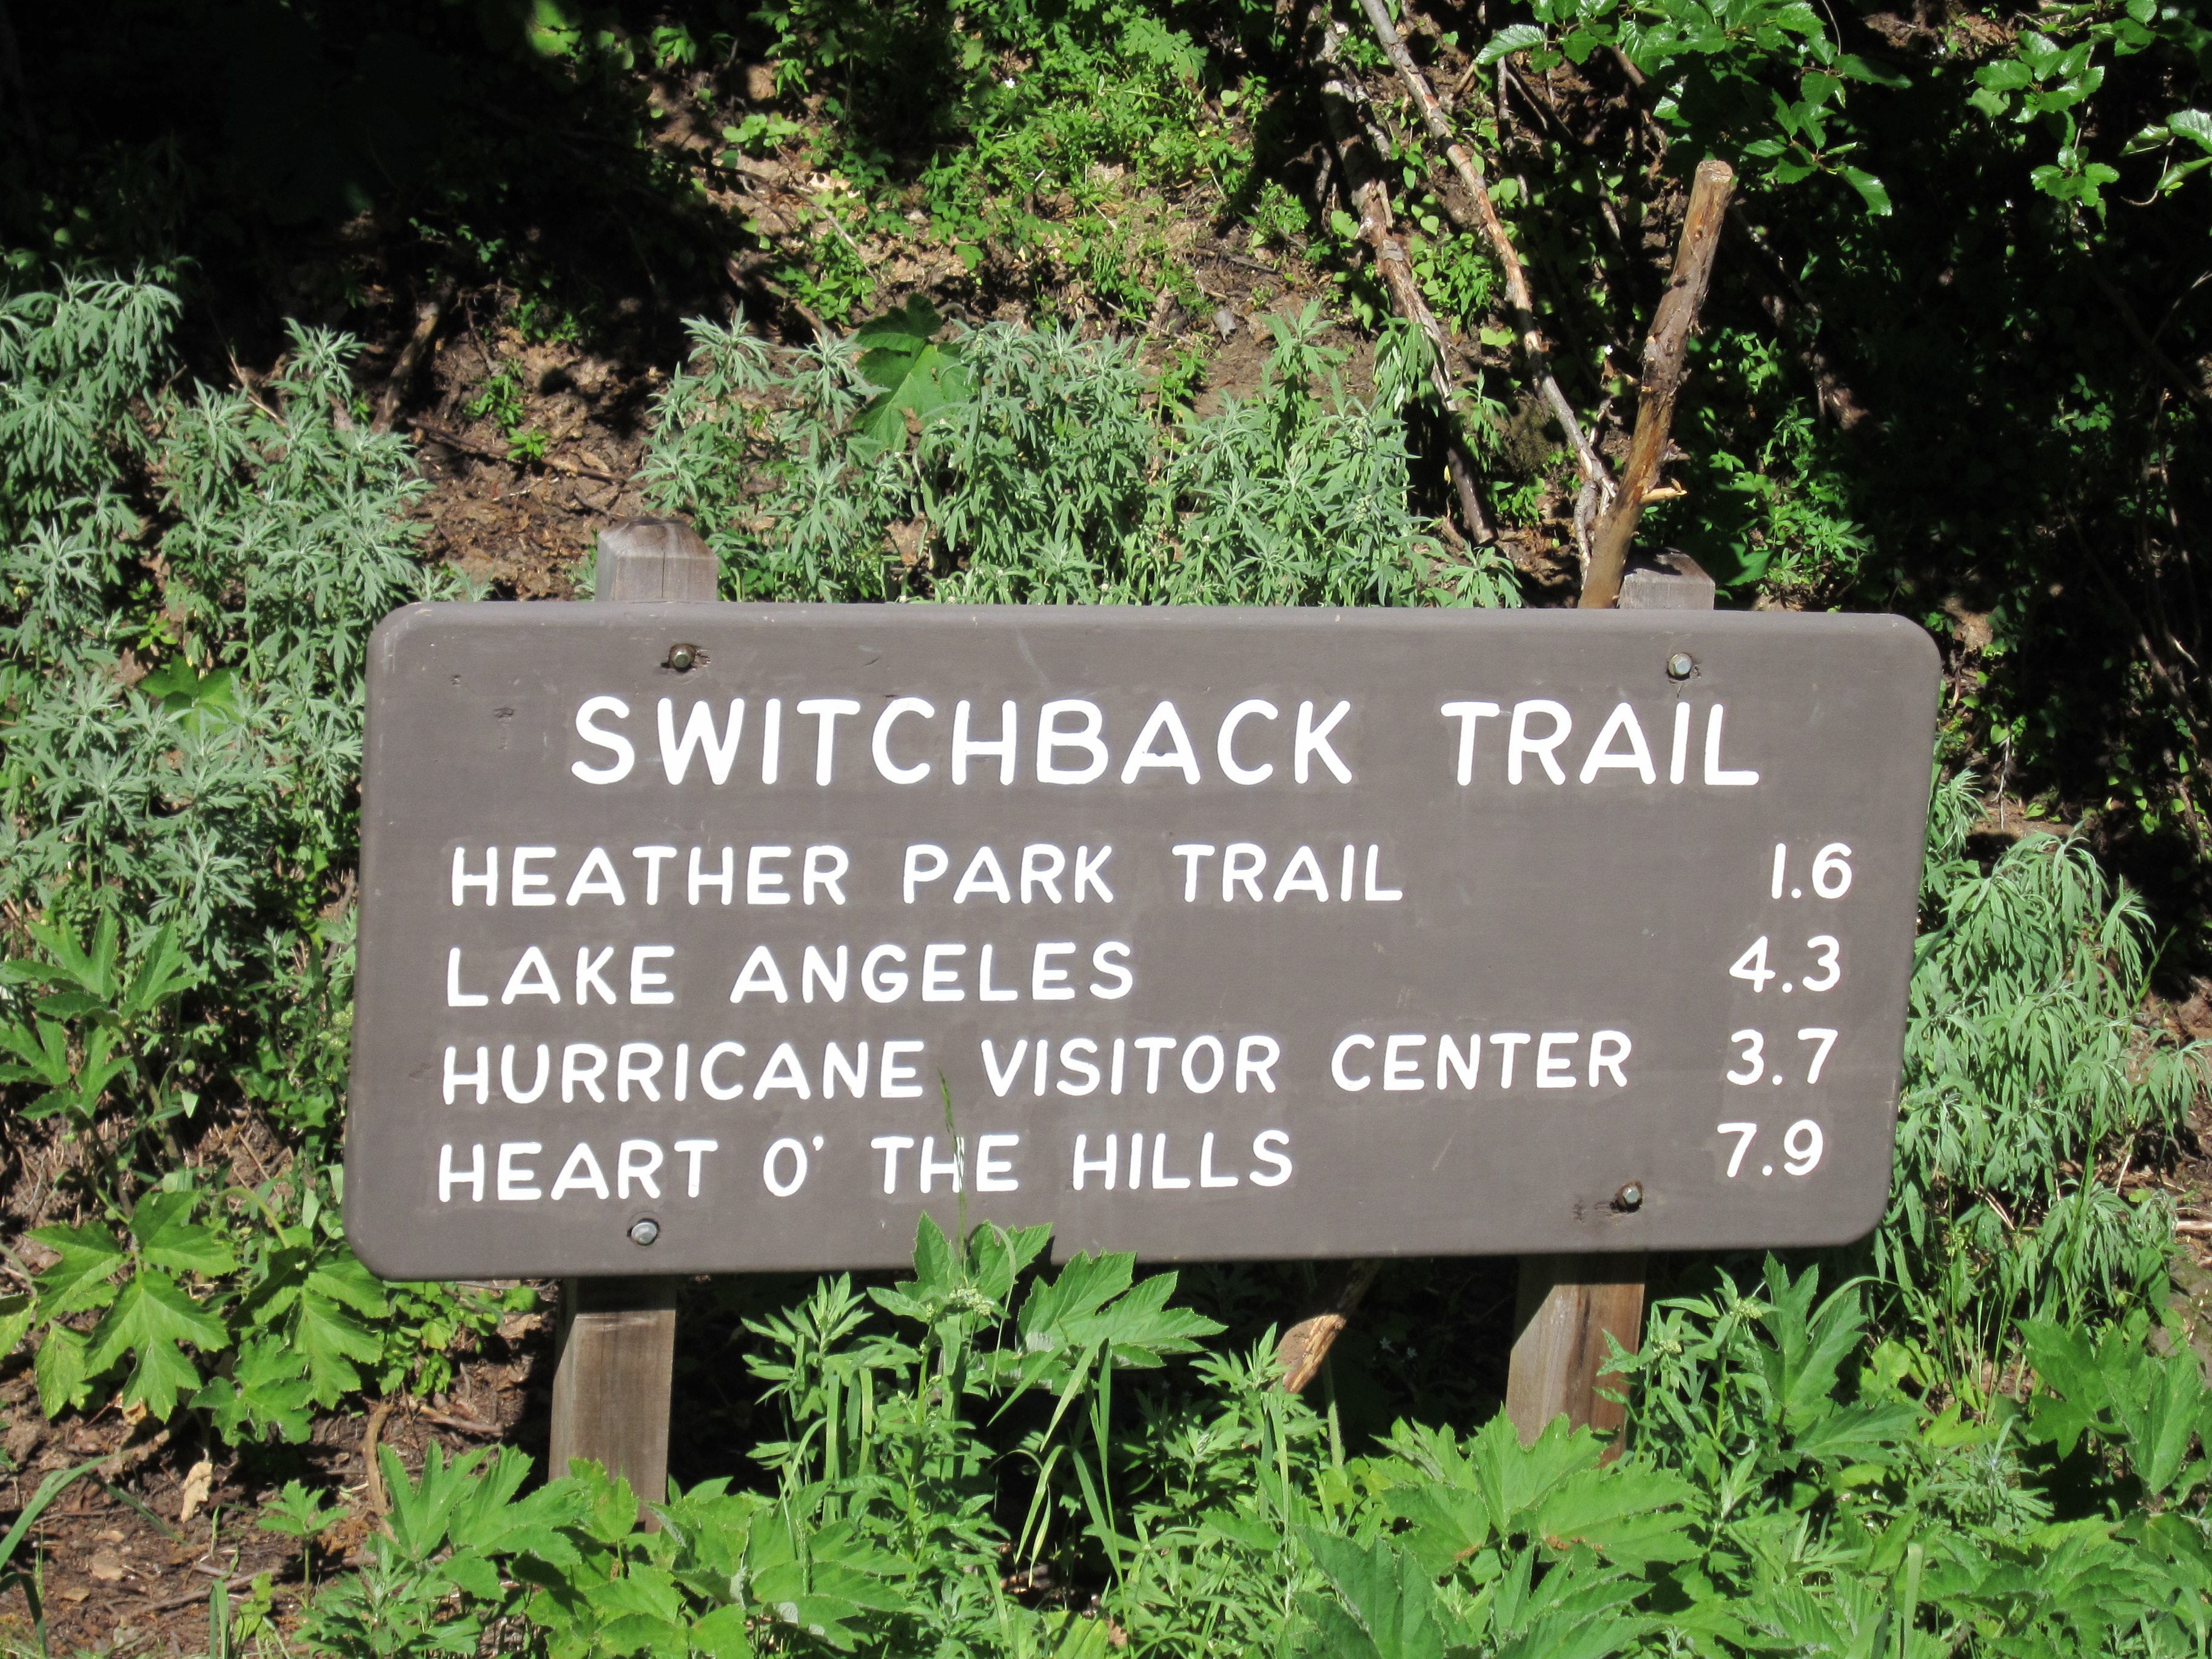 SWITCHBACK TRAIL
HEATHER PARK TRAIL 1.6
LAKE ANGELES 4.3
HURRICANE VISITOR CENTER 3.7
HEART O' THE HILLS 7.9